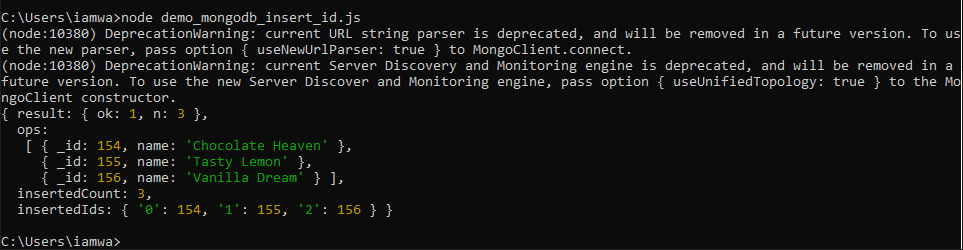 C:\Users\iamwa>node demo_mongodb_insert_id.js
(node:10380) DeprecationWarning: current URL string parser is deprecated, and will be removed in a future version. To us
e the new parser, pass option { useNewUrlParser: true } to MongoClient.connect.
(node:10380) DeprecationWarning: current Server Discovery and Monitoring engine is deprecated, and will be removed in a
future version. To use the new Server Discover and Monitoring engine, pass option { useUnifiedTopology: true } to the Mo
ngoClient constructor.
{ result: { ok: 1, n: 3 },
  ops:
   [ { _id: 154, name: 'Chocolate Heaven' },
     { _id: 155, name: 'Tasty Lemon' },
     { _id: 156, name: 'Vanilla Dream' } ],
  insertedCount: 3,
  insertedIds: { '0': 154, '1': 155, '2': 156 } }
C:\Users\iamwa>